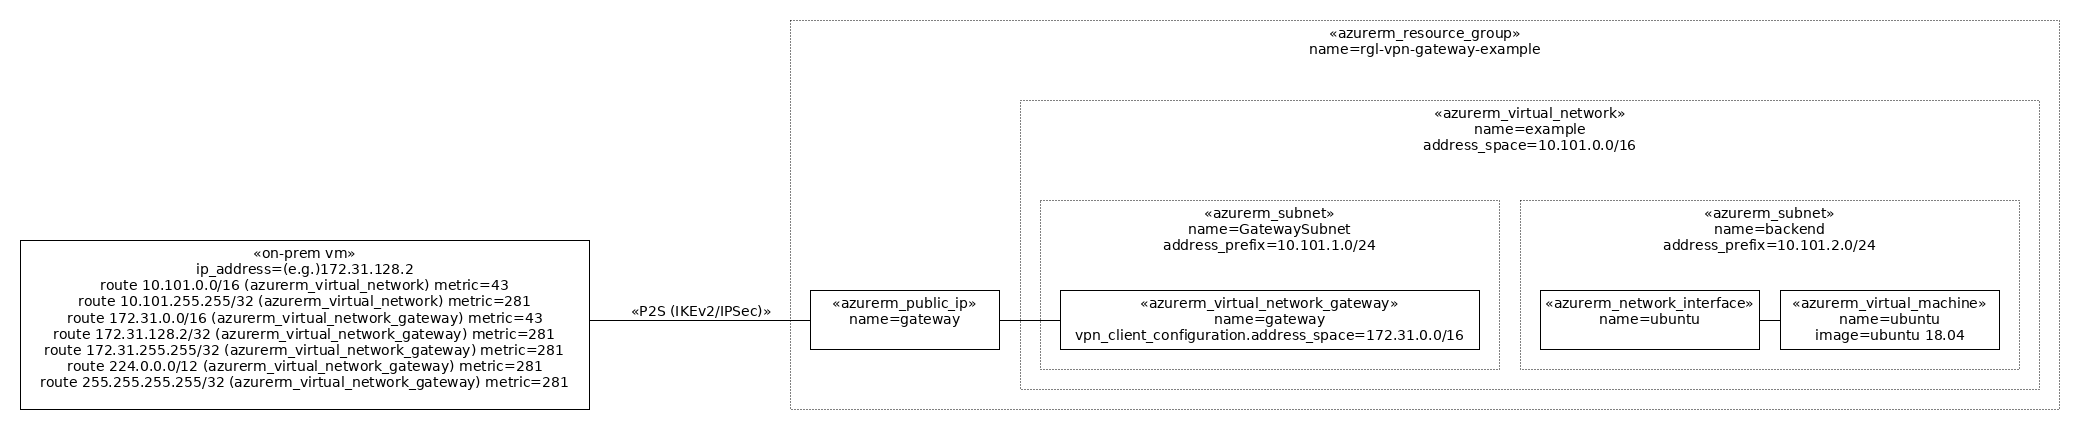 «azurerm_resource_group»
name=rgl-vpn-gateway-example
«azurerm_virtual_network»
name=example
address_space=10.101.0.0/16
«azurerm_subnet»
name=GatewaySubnet
address_prefix=10.101.1.0/24
«azurerm_subnet»
name=backend
address_prefix=10.101.2.0/24
«on-prem vm»
ip_address=(e.g.)172.31.128.2
route 10.101.0.0/16 (azurerm_virtual_network) metric=43
route 10.101.255.255/32 (azurerm_virtual_network) metric=281
route 172.31.0.0/16 (azurerm_virtual_network_gateway) metric=43
route 172.31.128.2/32 (azurerm_virtual_network_gateway) metric=281
route 172.31.255.255/32 (azurerm_virtual_network_gateway) metric=281
route 224.0.0.0/12 (azurerm_virtual_network_gateway) metric=281
route 255.255.255.255/32 (azurerm_virtual_network_gateway) metric=281
«P2S (IKEv2/IPSec)»
«azurerm_public_ip»
name=gateway
«azurerm_virtual_network_gateway»
name=gateway
vpn_client_configuration.address_space=172.31.0.0/16
«azurerm_network_interface»
name=ubuntu
«azurerm_virtual_machine»
name=ubuntu
image=ubuntu 18.04